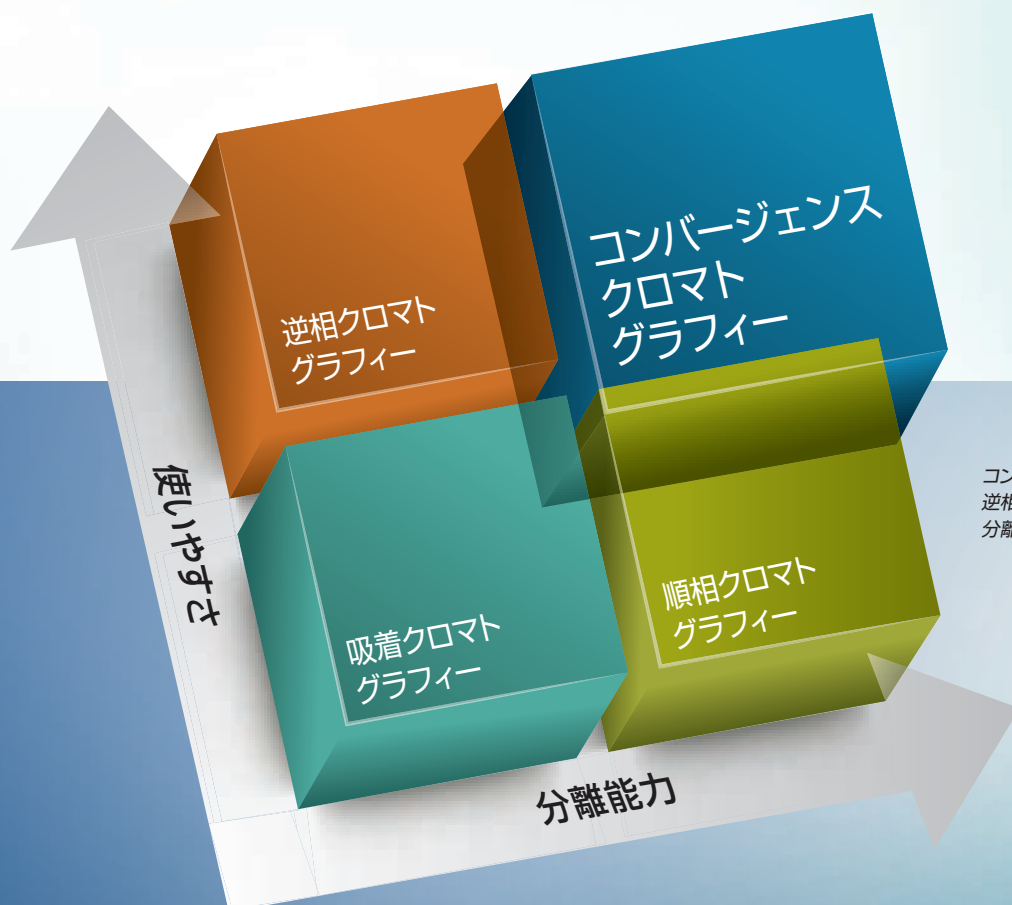 コンバージェンス
クロマト
グラフィー
逆相クロマト
グラフィー
吸着クロマト
グラフィー
順相クロマト
グラフィー
使いやすさ
分離能力
コン
逆相
分離